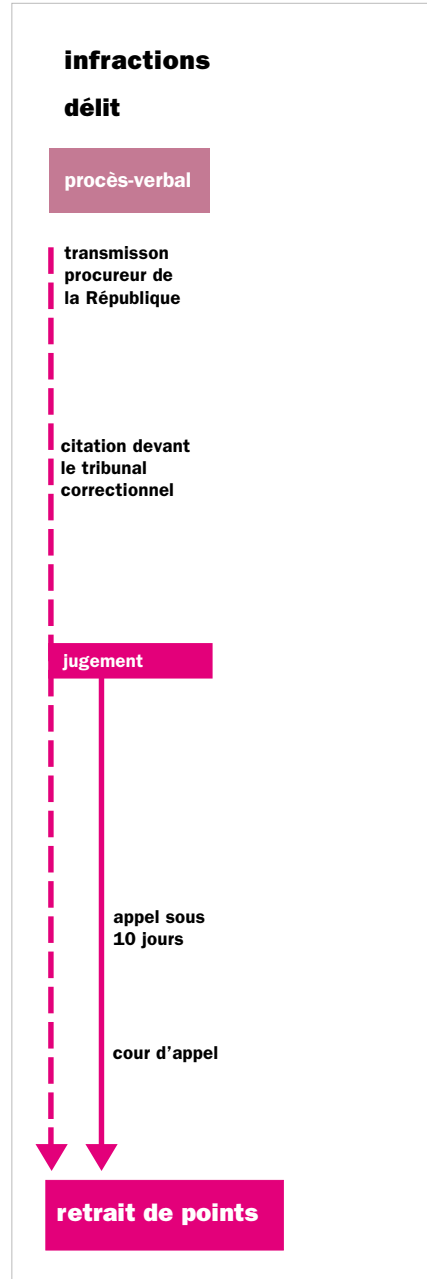 infractions
délit
procès-verbal
transmisson
procureur de
la République
citation devant
le tribunal
correctionnel
jugement
appel sous
10 jours
cour d’appel
retrait de points